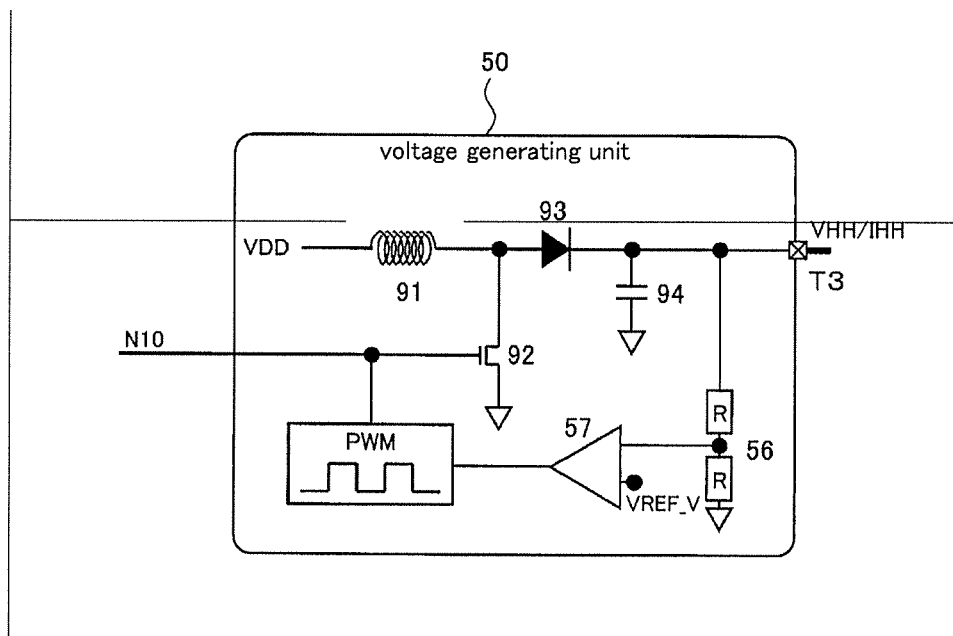 50
voltage generating unit
93
VHH/IHH
VDD
91
94
T3
N10
92
PWM
57
R
56
R
VREF_V